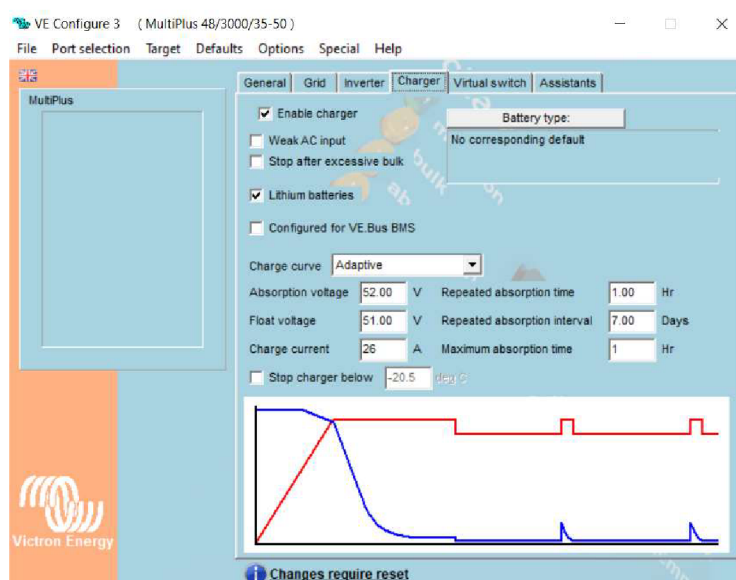 VE Configure 3 (MultiPlus 48/3000/35-50)
File Port selection Target Defaults Options Special Help
MultiPlus
General Grid Inverter Charger Virtual switch Assistants
Enable charger
Battery type:
Weak AC input
No corresponding default
Stop after excessive bulk
Lithium batteries
Configured for VE.Bus BMS
Charge curve Adaptive
Absorption voltage 52.00 V Repeated absorption time 1.00 Hr
Float voltage 51.00 V Repeated absorption interval 7.00 Days
Charge current 26 A Maximum absorption time 1 Hr
Stop charger below -20.5 deg C
Victron Energy
Changes require reset